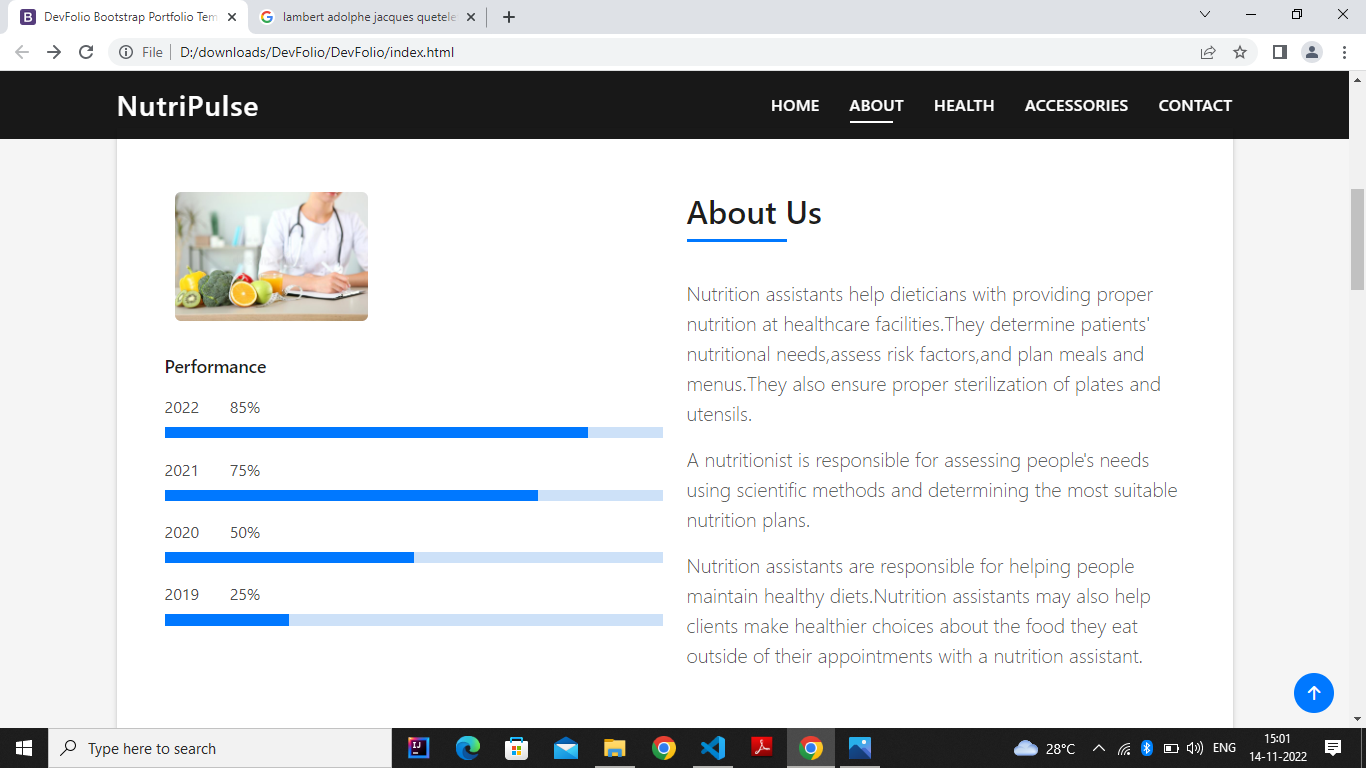 DevFolio Bootstrap Portfolio Tem
lambert adolphe jacques quetele
File
D:/downloads/DevFolio/DevFolio/index.html
NutriPulse
HOME
ABOUT
HEALTH
ACCESSORIES
CONTACT
Performance
2022 85%
2021 75%
2020 50%
2019 25%
About Us
Nutrition assistants help dieticians with providing proper
nutrition at healthcare facilities.They determine patients'
nutritional needs,assess risk factors,and plan meals and
menus.They also ensure proper sterilization of plates and
utensils.
A nutritionist is responsible for assessing people's needs
using scientific methods and determining the most suitable
nutrition plans.
Nutrition assistants are responsible for helping people
maintain healthy diets.Nutrition assistants may also help
clients make healthier choices about the food they eat
outside of their appointments with a nutrition assistant.
Type here to search
28°C
ENG
15:01
14-11-2022